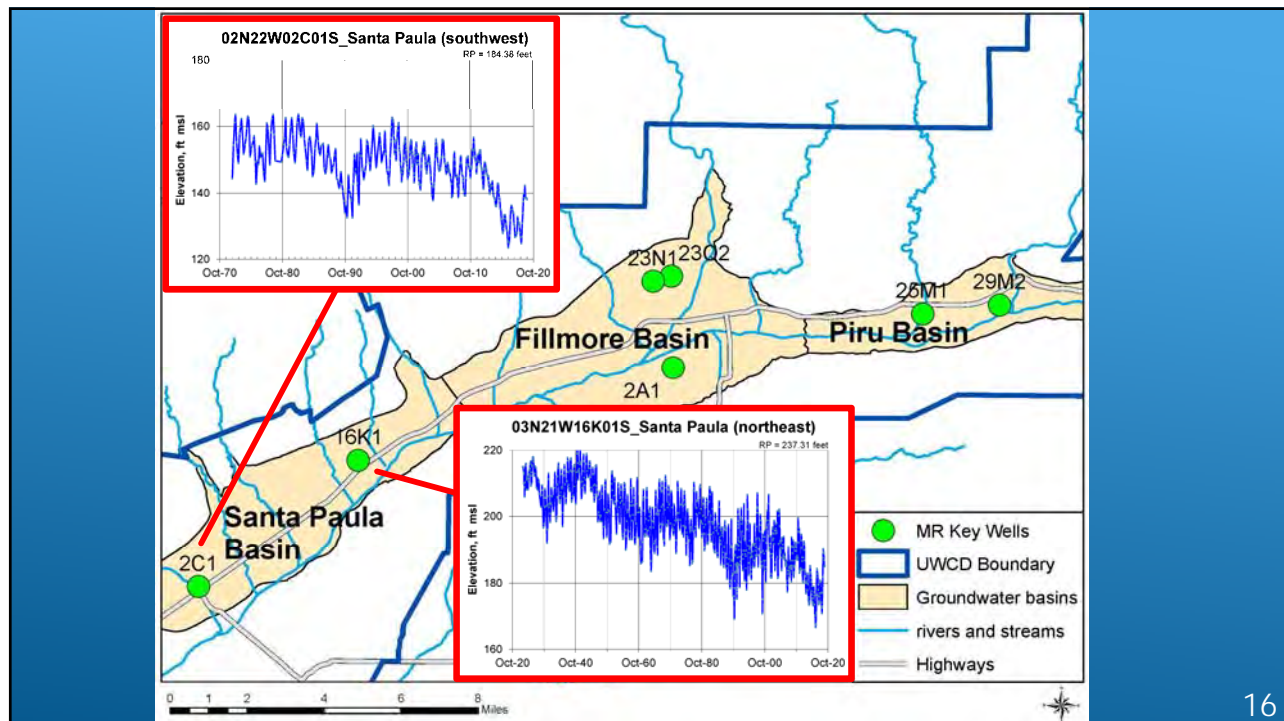 02N22W02C01S_Santa Paula (southwest)
RP = 184.38 feet
180
160
140
120
Elevation, ft msl
Oct-70 Oct-80 Oct-90 Oct-00 Oct-10 Oct-20
23N1 23O2
25M1 29M2
Fillmore Basin
Piru Basin
2A1
16K1
Santa Paula
Basin
2C1
03N21W16K01S_Santa Paula (northeast)
RP = 237.31 feet
220
200
180
160
Elevation, ft msl
Oct-20 Oct-40 Oct-60 Oct-80 Oct-00 Oct-20
MR Key Wells
UWCD Boundary
Groundwater basins
rivers and streams
Highways
0 1 2 4 6 8
Miles
16